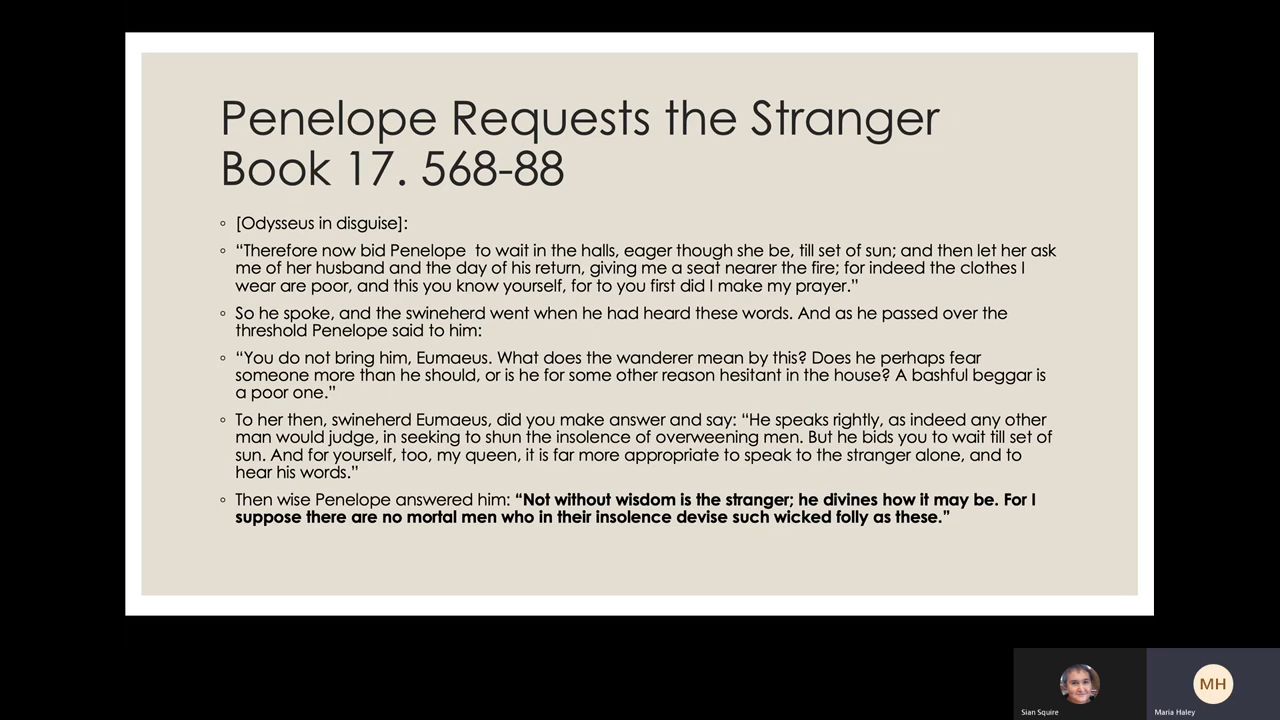 Penelope Requests the Stranger
Book 17. 568-88
◦ [Odysseus in disguise]:
◦ “Therefore now bid Penelope  to wait in the halls, eager though she be, till set of sun; and then let her ask
me of her husband and the day of his return, giving me a seat nearer the fire; for indeed the clothes I
wear are poor, and this you know yourself, for to you first did I make my prayer.”
◦ So he spoke, and the swineherd went when he had heard these words. And as he passed over the
threshold Penelope said to him:
◦ “You do not bring him, Eumaeus. What does the wanderer mean by this? Does he perhaps fear
someone more than he should, or is he for some other reason hesitant in the house? A bashful beggar is
a poor one.”
◦ To her then, swineherd Eumaeus, did you make answer and say: “He speaks rightly, as indeed any other
man would judge, in seeking to shun the insolence of overweening men. But he bids you to wait till set of
sun. And for yourself, too, my queen, it is far more appropriate to speak to the stranger alone, and to
hear his words.”
◦ Then wise Penelope answered him: “Not without wisdom is the stranger; he divines how it may be. For I
suppose there are no mortal men who in their insolence devise such wicked folly as these.”
MH
Sian Squire
Maria Haley